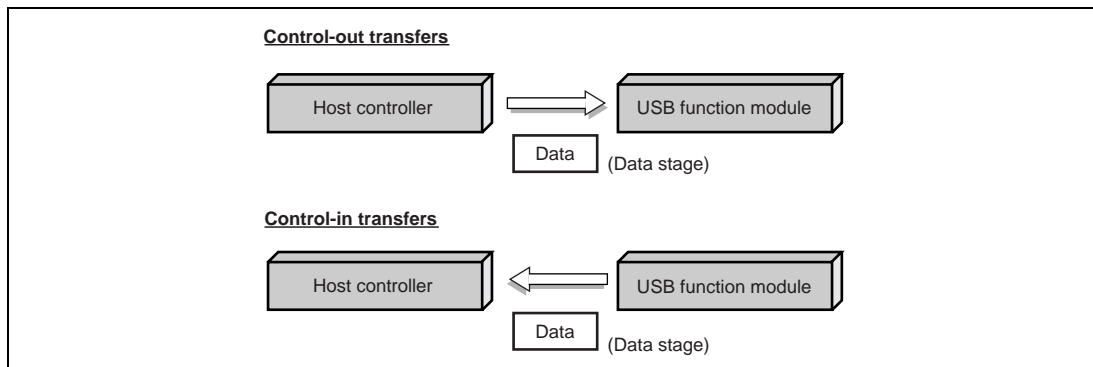 Control-out transfers
Host controller
USB function module
Data
(Data stage)
Control-in transfers
Host controller
USB function module
Data
(Data stage)